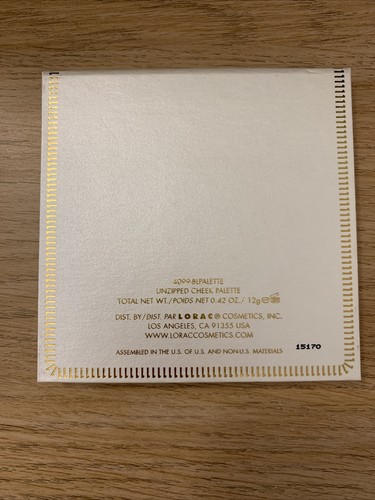 4099-BLPALETTE
UNZIPPED CHEEK PALETTE
TOTAL NET WT./POIDS NET 0.42 OZ./ 12g℮
DIST. BY/DIST. PAR LORAC® COSMETICS, INC.
LOS ANGELES, CA 91355 USA
WWW.LORACCOSMETICS.COM
ASSEMBLED IN THE U.S. OF U.S. AND NON-U.S. MATERIALS
15170